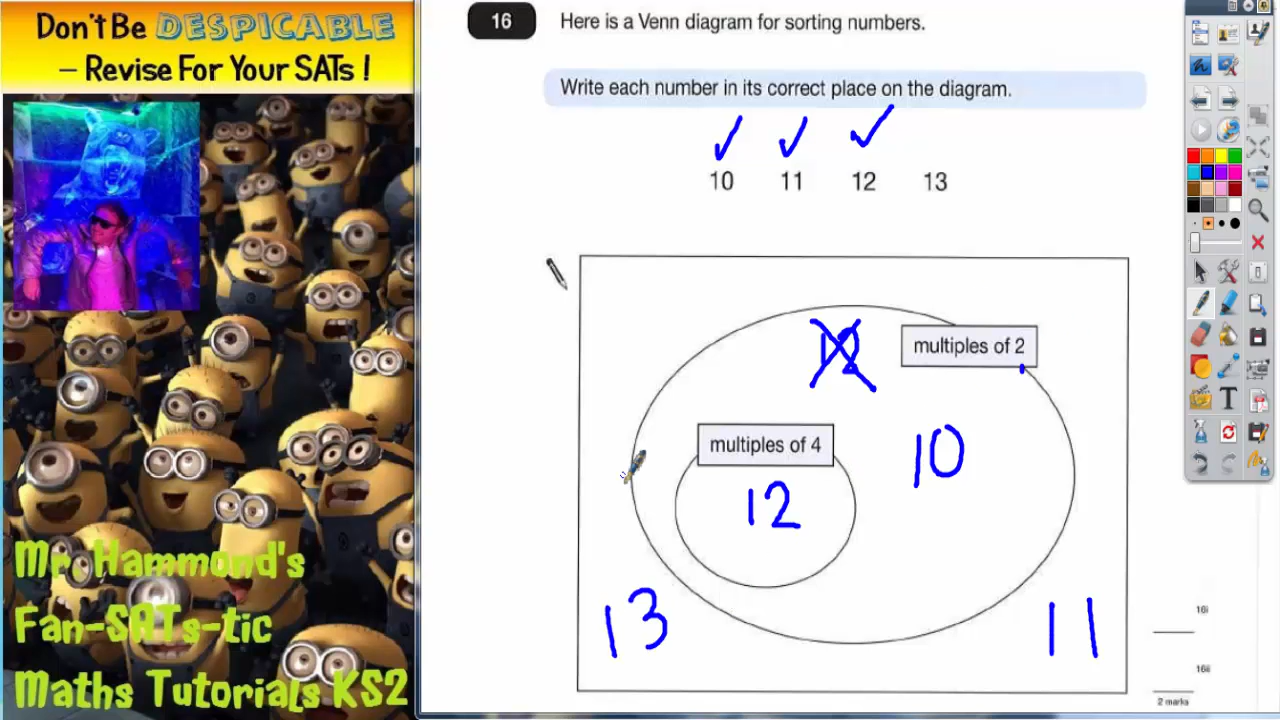 Don't Be DESPICABLE
– Revise For Your SATs !
Mr. Hammond's
Fan-SATs-tic
Maths Tutorials KS2
16 Here is a Venn diagram for sorting numbers.
Write each number in its correct place on the diagram.
10 11 12 13
multiples of 2
10
multiples of 4
12
13
11
16i
16ii
2 marks
T